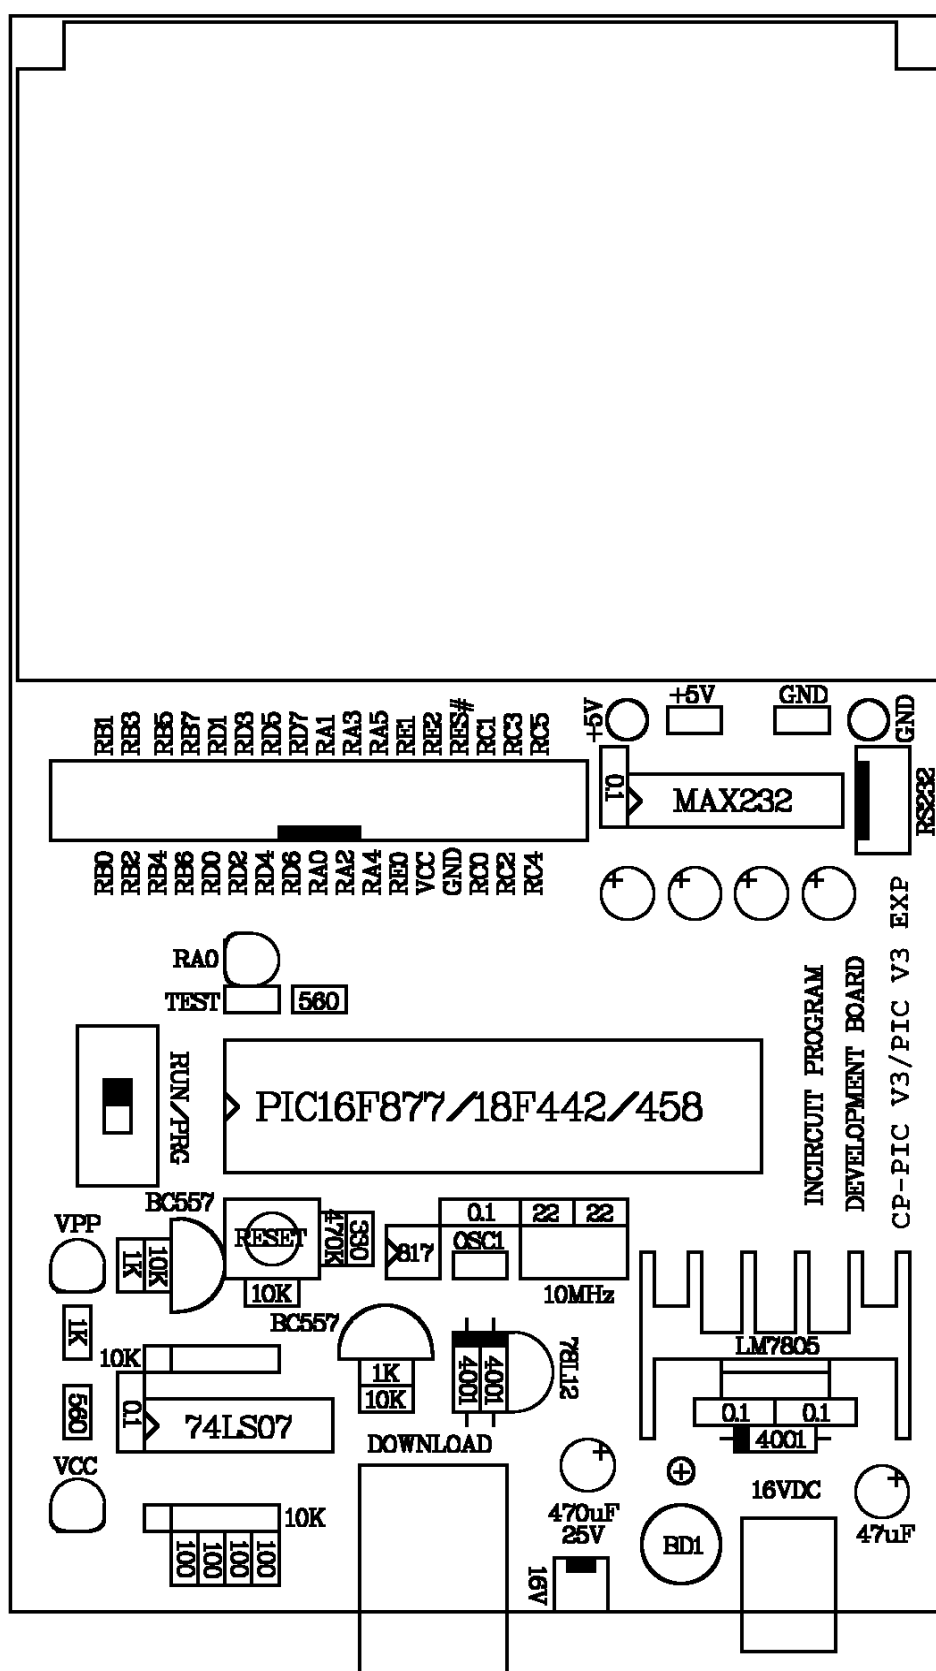 RB1
RB3
RB5
RB7
RD1
RD3
RD5
RD7
RA1
RA3
RA5
RE1
RE2
RES#
RC1
RC3
RC5
+5V
+5V
GND
GND
0.1
MAX232
RS232
RB0
RB2
RB4
RB6
RD0
RD2
RD4
RD6
RA0
RA2
RA4
RE0
VCC
GND
RC0
RC2
RC4
+
+
+
+
RA0
TEST
560
RUN/PRG
PIC16F877/18F442/458
INCIRCUIT PROGRAM
DEVELOPMENT BOARD
CP-PIC V3/PIC V3 EXP
VPP
BC557
1K
10K
RESET
470K
330
10K
817
0.1
22
22
OSC1
10MHz
BC557
1K
10K
0.1
560
74LS07
1K
10K
4001
4001
78L12
LM7805
0.1
0.1
4001
VCC
DOWNLOAD
+
470uF
25V
+
BD1
16VDC
+
47uF
10K
100
100
100
100
16V